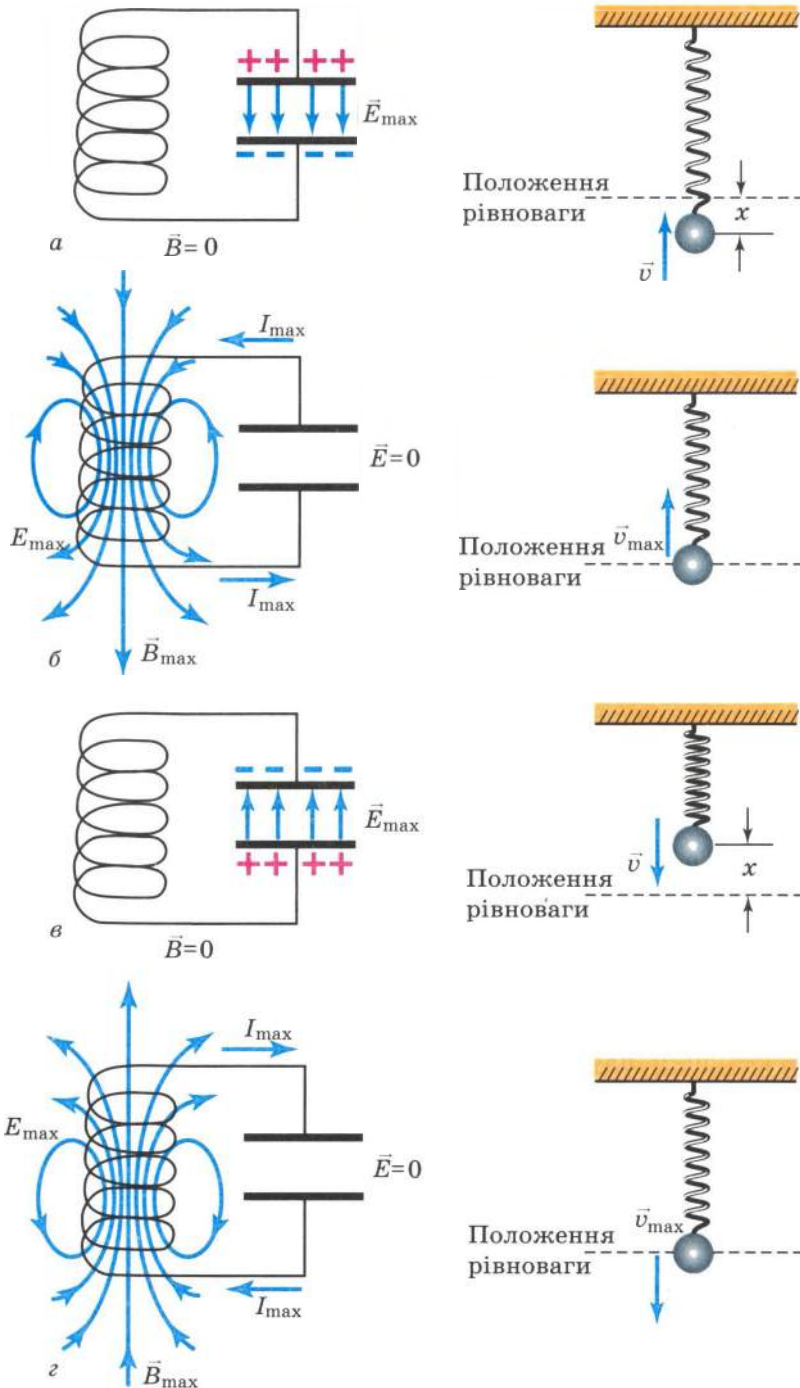 + + + +
E⃗max
– – – –
а
B⃗ = 0
Положення
рівноваги
x
v⃗
Imax
E⃗ = 0
Emax
Imax
б
B⃗max
Положення
рівноваги
v⃗max
– – – –
E⃗max
+ + + +
в
B⃗ = 0
v⃗
x
Положення
рівноваги
Imax
Emax
E⃗ = 0
Imax
г
B⃗max
Положення
рівноваги
v⃗max